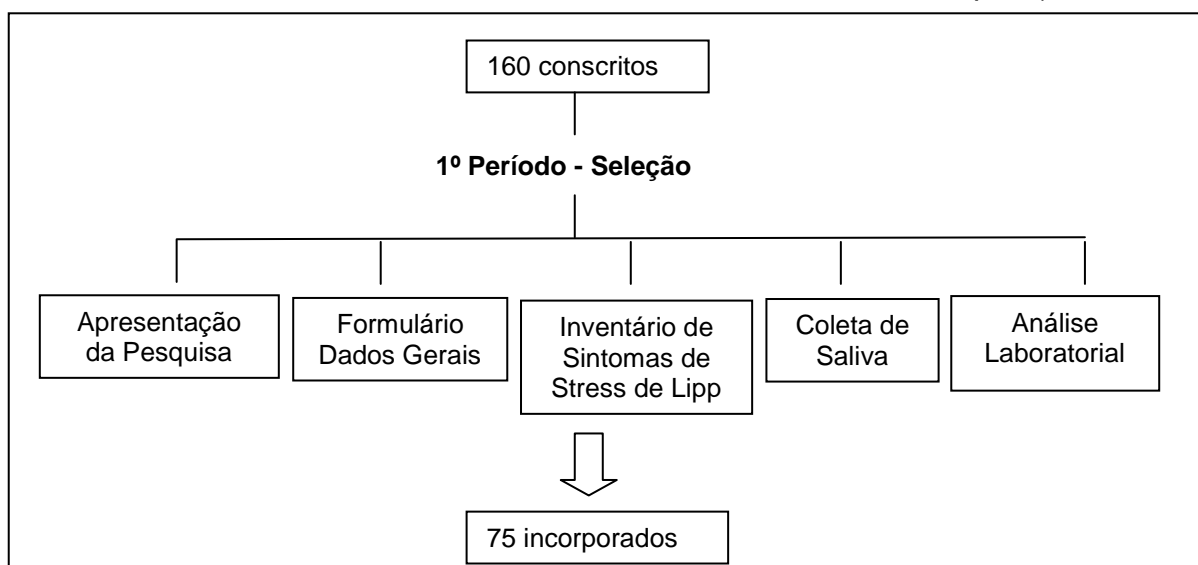 160 conscritos
1º Período - Seleção
Apresentação
da Pesquisa
Formulário
Dados Gerais
Inventário de
Sintomas de
Stress de Lipp
Coleta de
Saliva
Análise
Laboratorial
75 incorporados